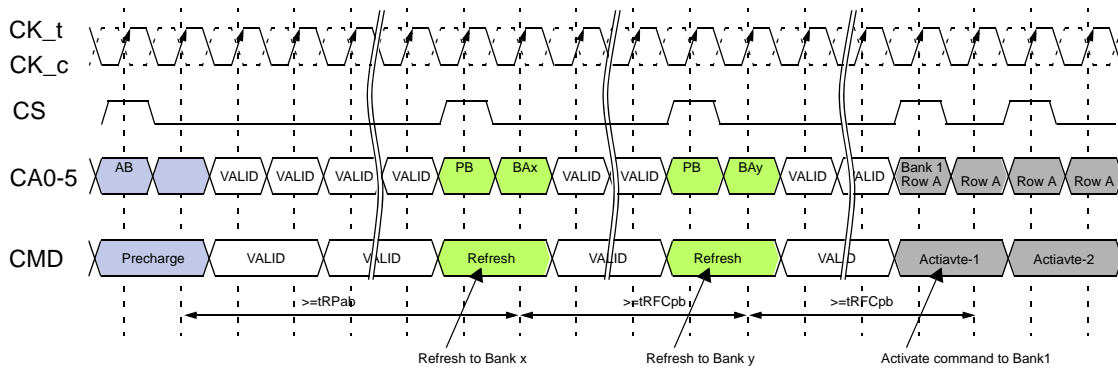 CK_t
CK_c
CS
CA0-5 AB VALID VALID VALID VALID PB BAx VALID VALID PB BAy VALID VALID Bank 1 Row A Row A Row A Row A
CMD Precharge VALID VALID Refresh VALID Refresh VALID Actiavte-1 Actiavte-2
>=tRPab >=tRFCpb >=tRFCpb
Refresh to Bank x Refresh to Bank y Activate command to Bank1